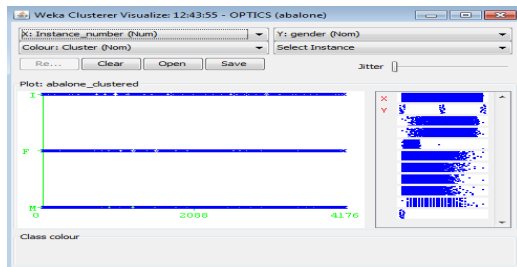 Weka Clusterer Visualize: 12:43:55 - OPTICS (abalone)
X: Instance_number (Num) Y: gender (Nom)
Colour: Cluster (Nom) Select Instance
Re... Clear Open Save Jitter
Plot: abalone_clustered
I
X
Y
F
M
0 2088 4176
Class colour